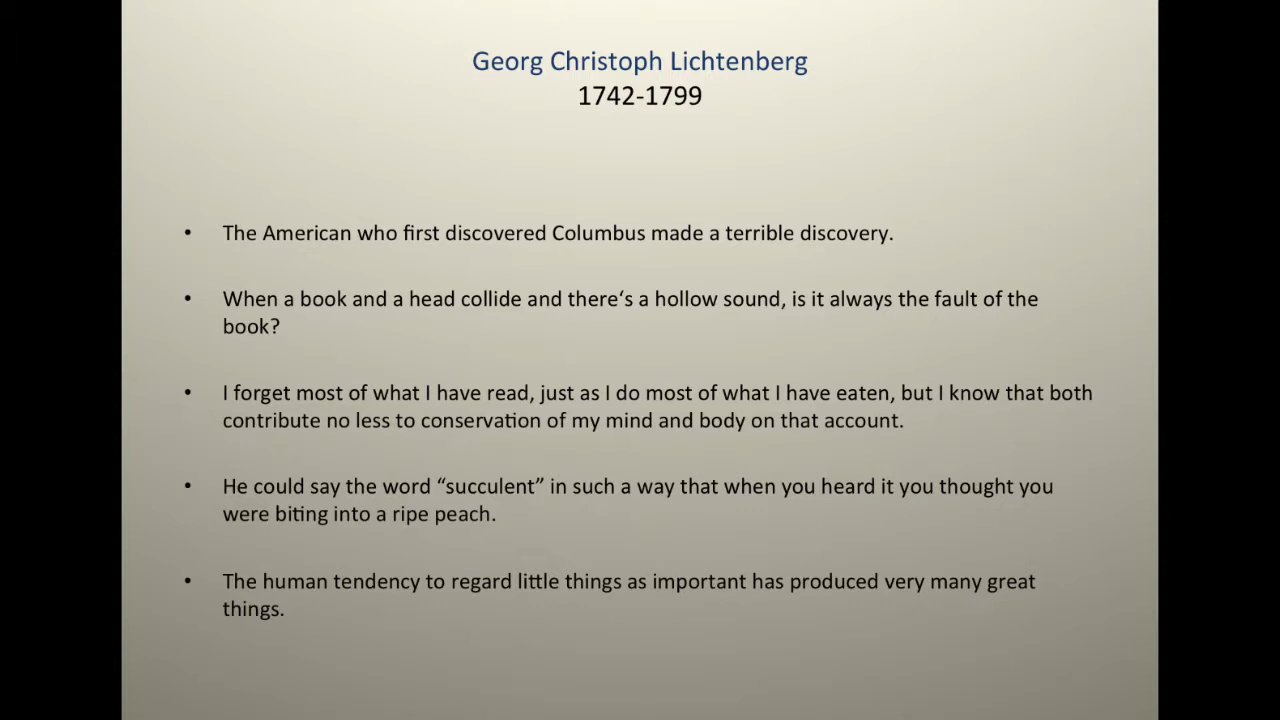 Georg Christoph Lichtenberg
1742-1799
• The American who first discovered Columbus made a terrible discovery.
• When a book and a head collide and there‘s a hollow sound, is it always the fault of the
book?
• I forget most of what I have read, just as I do most of what I have eaten, but I know that both
contribute no less to conservation of my mind and body on that account.
• He could say the word “succulent” in such a way that when you heard it you thought you
were biting into a ripe peach.
• The human tendency to regard little things as important has produced very many great
things.